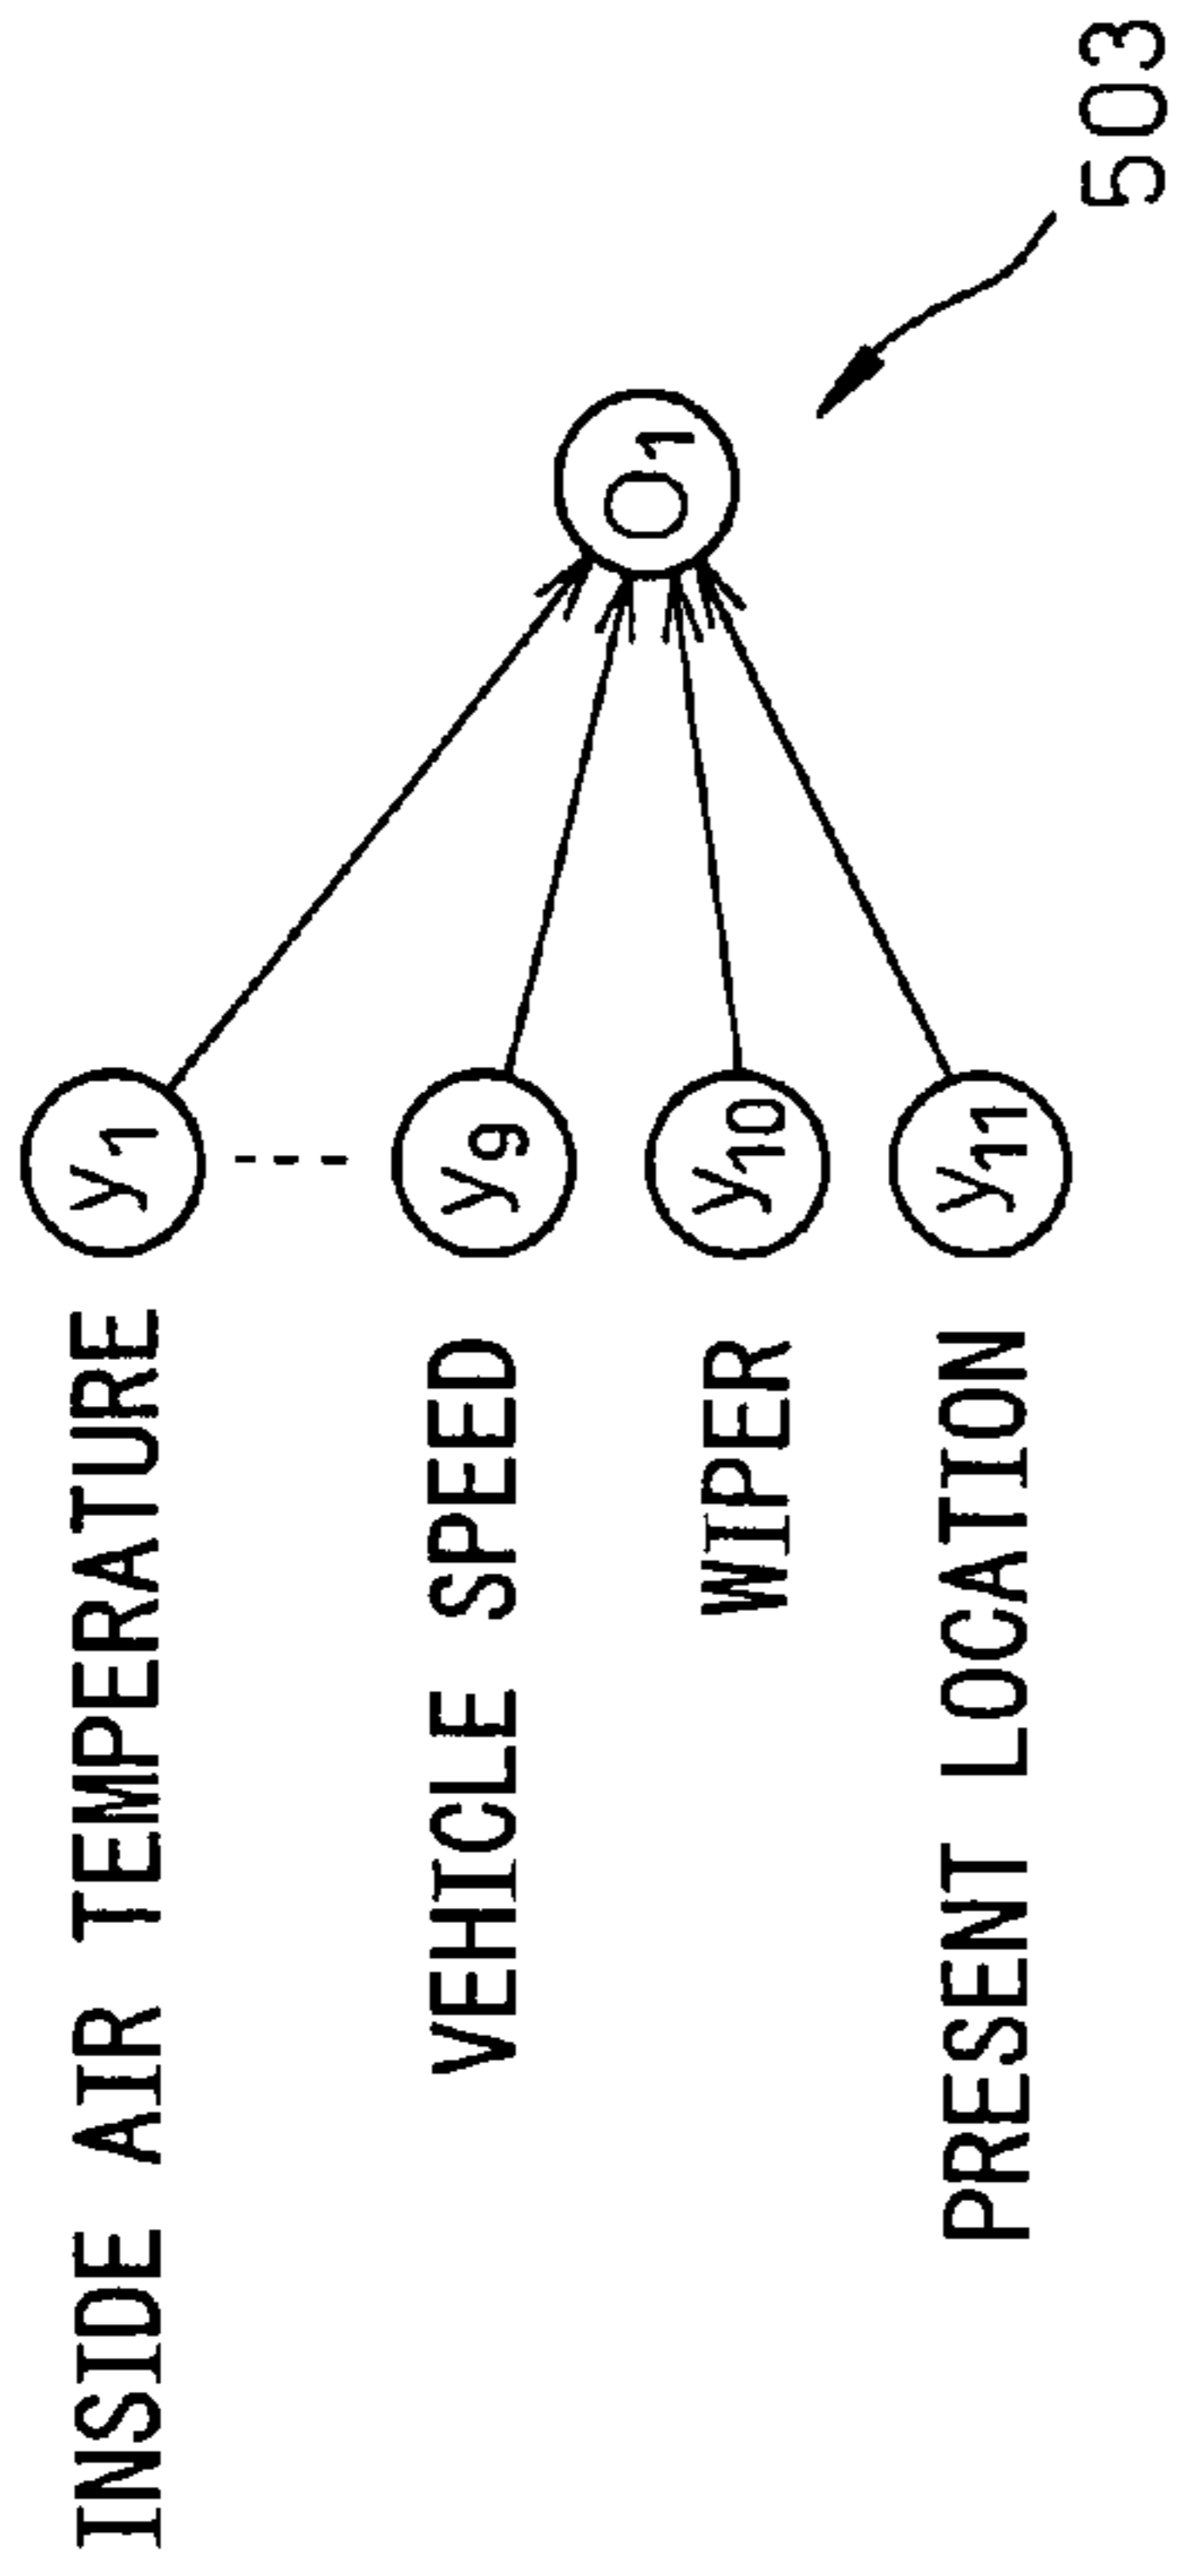 INSIDE AIR TEMPERATURE y1
VEHICLE SPEED y9
WIPER y10
PRESENT LOCATION y11
O1
503